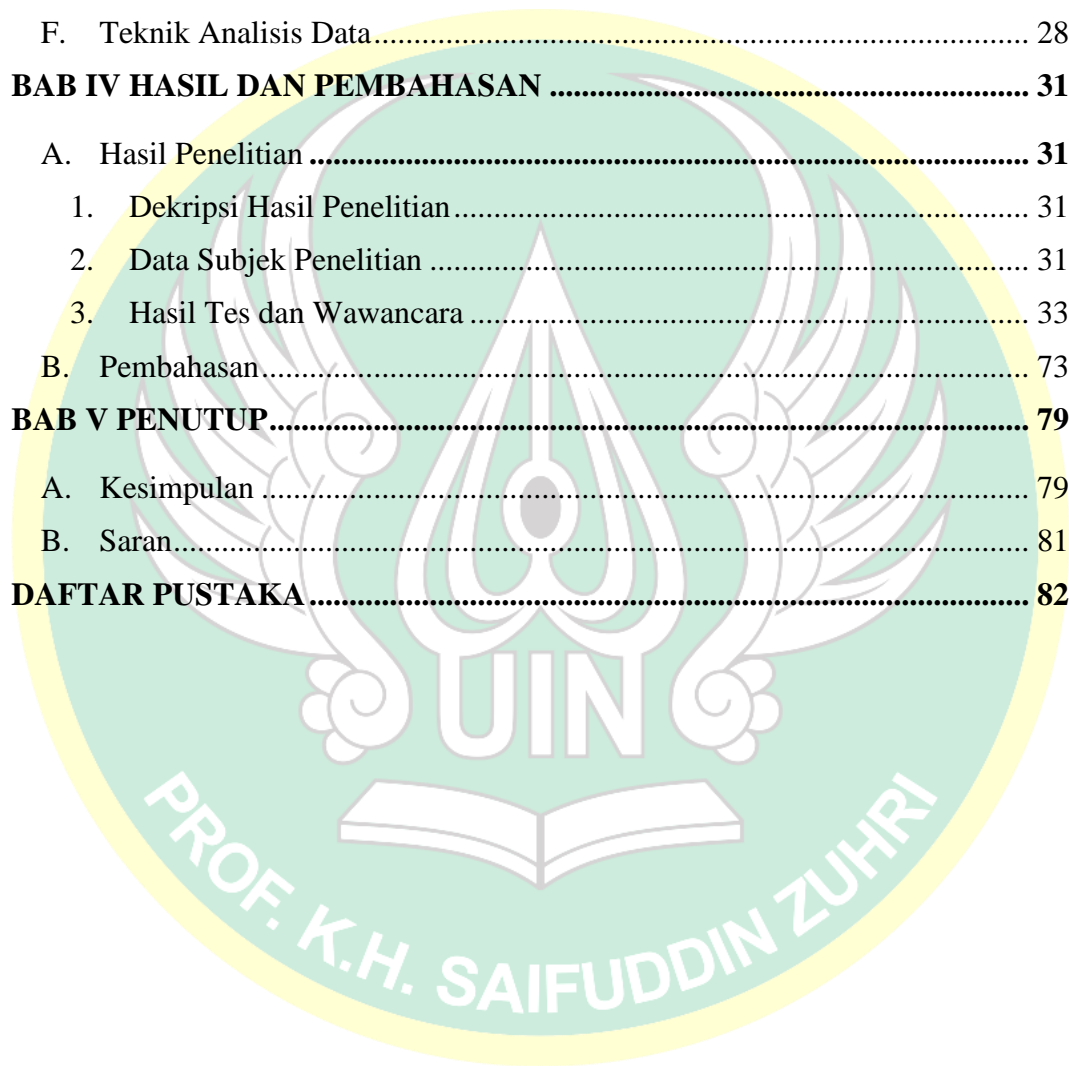 F. Teknik Analisis Data........................................................................ 28
BAB IV HASIL DAN PEMBAHASAN ........................................................ 31
A. Hasil Penelitian ........................................................................ 31
1. Dekripsi Hasil Penelitian ........................................................ 31
2. Data Subjek Penelitian ........................................................ 31
3. Hasil Tes dan Wawancara ........................................................ 33
B. Pembahasan ........................................................................ 73
BAB V PENUTUP ........................................................................ 79
A. Kesimpulan ........................................................................ 79
B. Saran ........................................................................ 81
DAFTAR PUSTAKA ........................................................................ 82
UIN
PROF. K.H. SAIFUDDIN ZUHRI